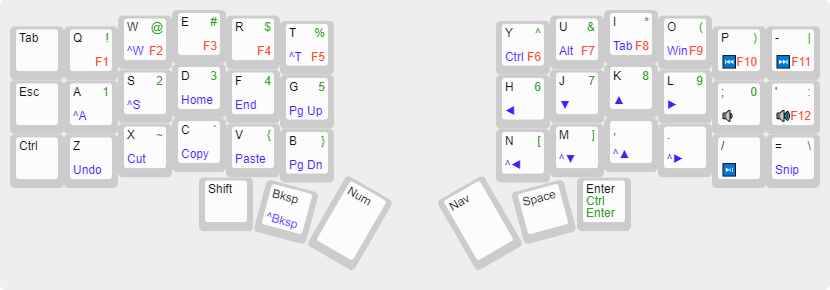 Tab
Q !
F1
W @
^W F2
E #
F3
R $
F4
T %
^T F5
Y ^
Ctrl F6
U &
Alt F7
I *
Tab F8
O (
Win F9
P )
⏮ F10
- |
⏭ F11
Esc
A 1
^A
S 2
^S
D 3
Home
F 4
End
G 5
Pg Up
H 6
◄
J 7
▼
K 8
▲
L 9
►
; 0
🔉
' :
🔊 F12
Ctrl
Z
Undo
X ~
Cut
C `
Copy
V {
Paste
B }
Pg Dn
N [
^◄
M ]
^▼
,
^▲
.
^►
/
⏯
= \
Snip
Shift
Bksp
^Bksp
Num
Nav
Space
Enter
Ctrl
Enter